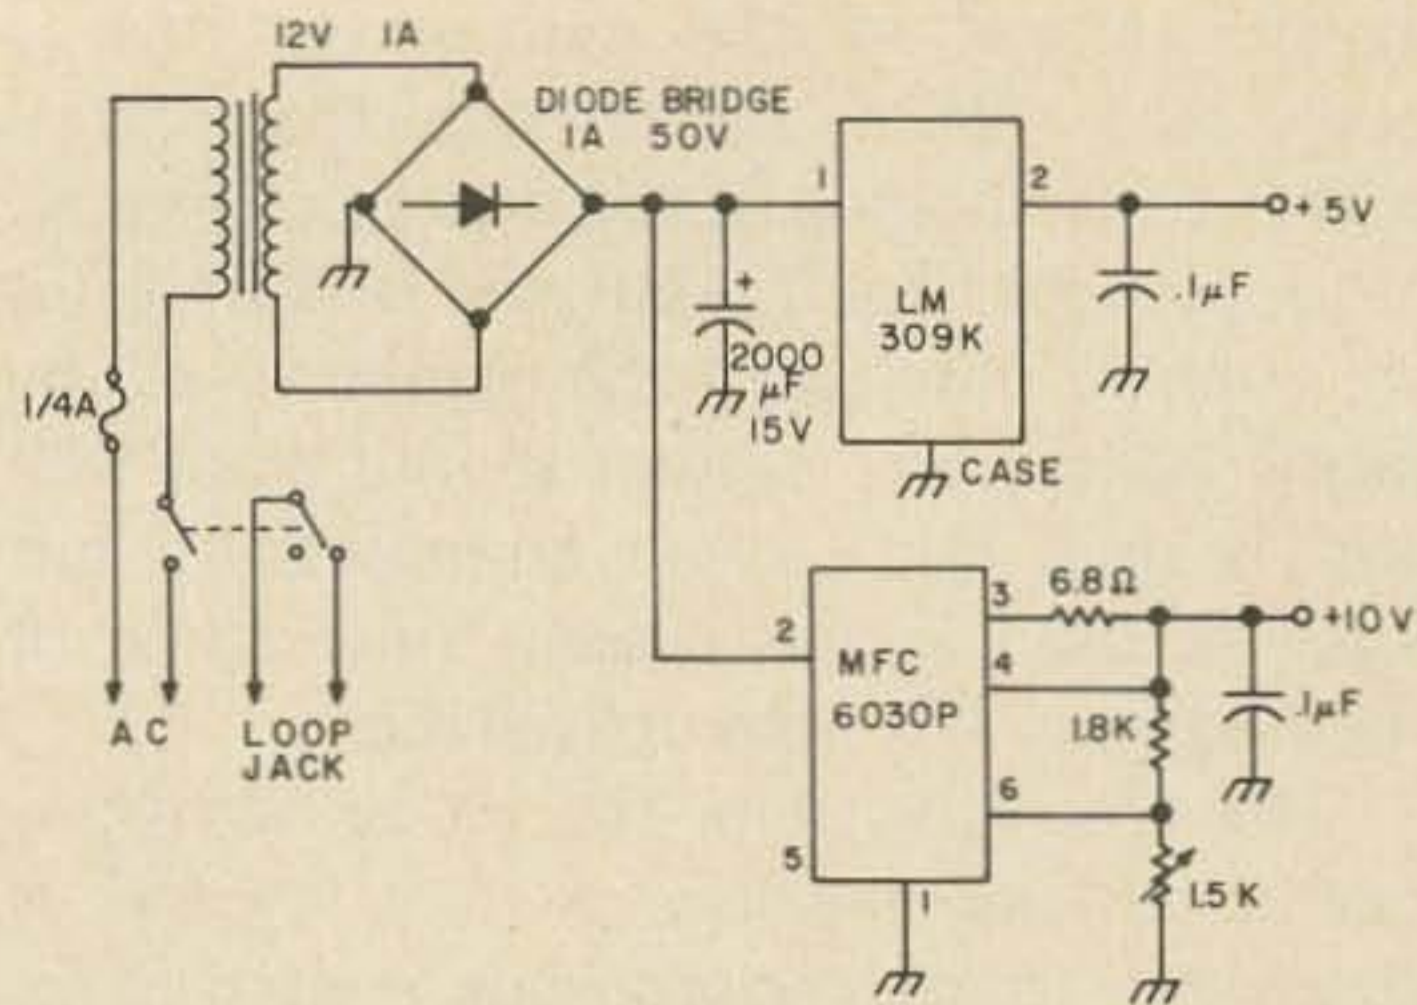 12V 1A
DIODE BRIDGE
1A 50V
1
2
+ 5V
+
2000
µF
15V
LM
309K
.1µF
1/4A
CASE
6.8Ω
3
+10V
2
MFC
6030P
4
1.8K
.1µF
AC
LOOP
JACK
6
5
1
1.5K